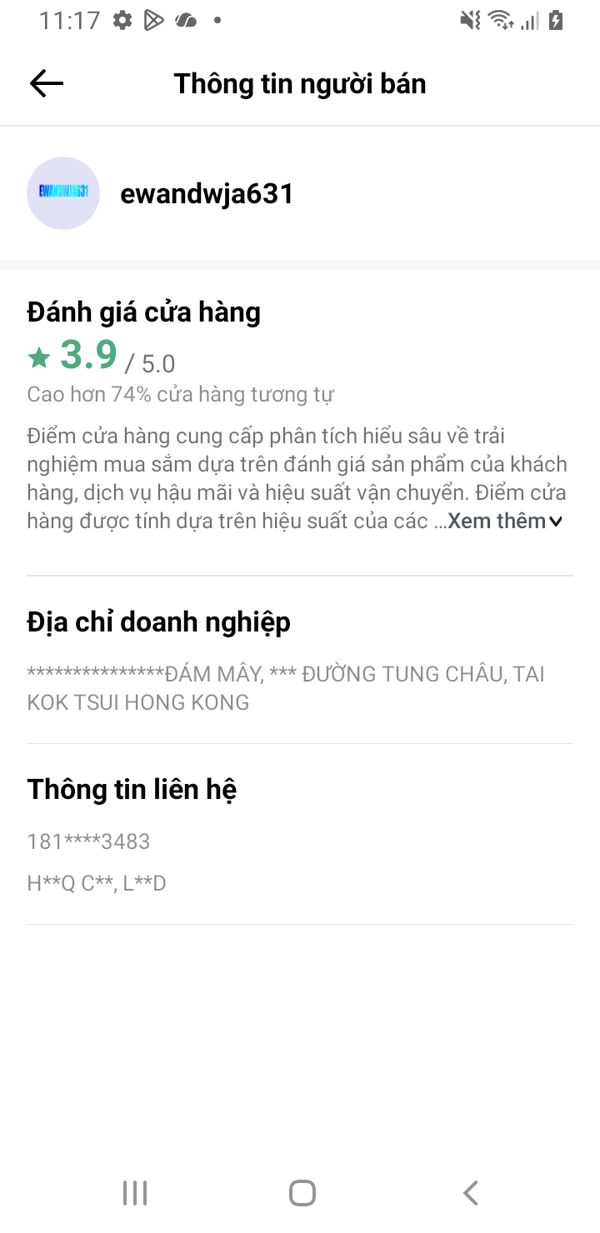 11:17
Thông tin người bán
EWANDWJA631
ewandwja631
Đánh giá cửa hàng
3.9 / 5.0
Cao hơn 74% cửa hàng tương tự
Điểm cửa hàng cung cấp phân tích hiểu sâu về trải
nghiệm mua sắm dựa trên đánh giá sản phẩm của khách
hàng, dịch vụ hậu mãi và hiệu suất vận chuyển. Điểm cửa
hàng được tính dựa trên hiệu suất của các ...Xem thêm
Địa chỉ doanh nghiệp
***************ĐÁM MÂY, *** ĐƯỜNG TUNG CHÂU, TAI
KOK TSUI HONG KONG
Thông tin liên hệ
181****3483
H**Q C**, L**D